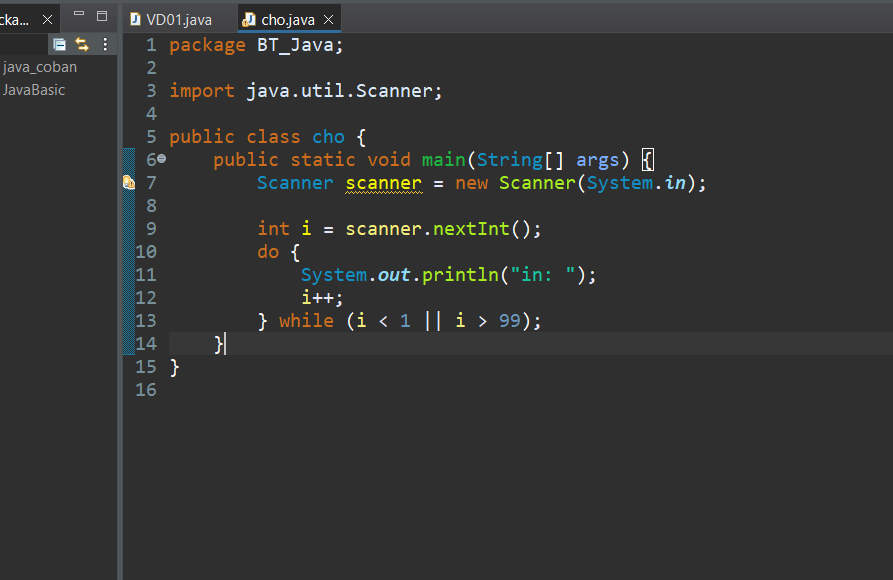 cka...
VD01.java
cho.java
java_coban
JavaBasic
1 package BT_Java;
2
3 import java.util.Scanner;
4
5 public class cho {
6     public static void main(String[] args) {
7         Scanner scanner = new Scanner(System.in);
8
9         int i = scanner.nextInt();
10         do {
11             System.out.println("in: ");
12             i++;
13         } while (i < 1 || i > 99);
14     }
15 }
16